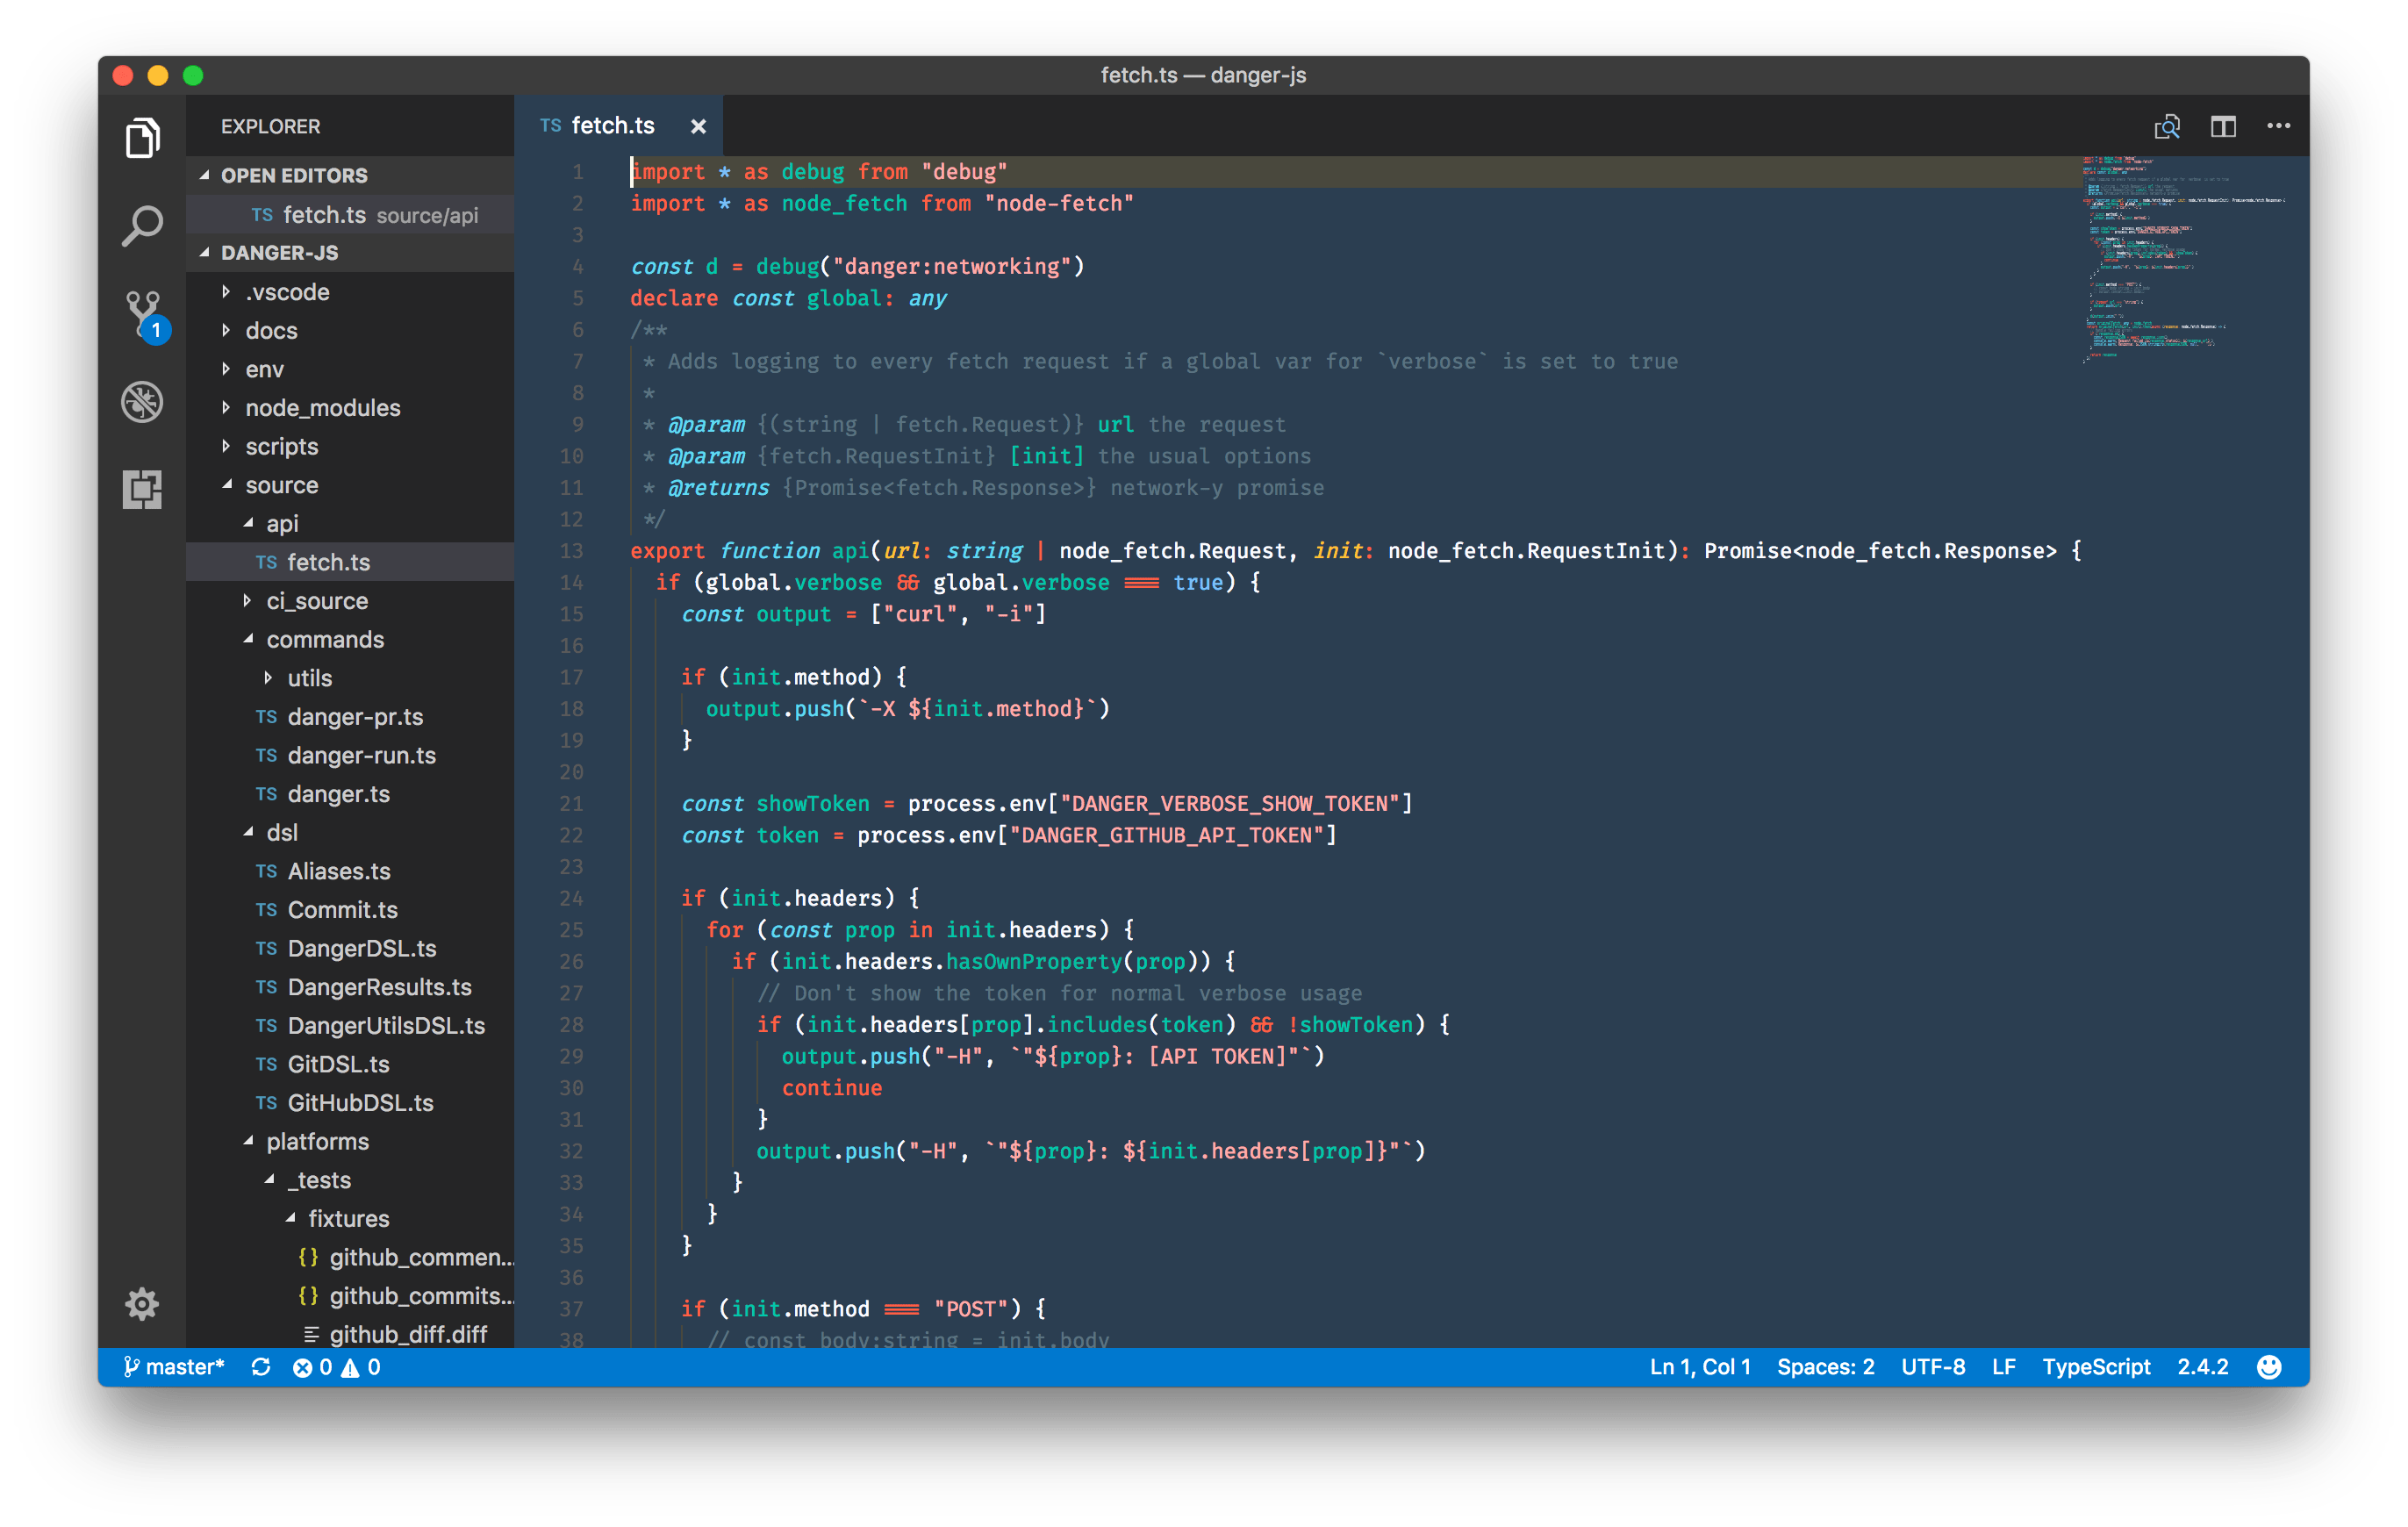 fetch.ts — danger-js
EXPLORER
OPEN EDITORS
TS fetch.ts source/api
DANGER-JS
.vscode
docs
env
node_modules
scripts
source
api
TS fetch.ts
ci_source
commands
utils
TS danger-pr.ts
TS danger-run.ts
TS danger.ts
dsl
TS Aliases.ts
TS Commit.ts
TS DangerDSL.ts
TS DangerResults.ts
TS DangerUtilsDSL.ts
TS GitDSL.ts
TS GitHubDSL.ts
platforms
_tests
fixtures
{} github_commen...
{} github_commits...
github_diff.diff
1
TS fetch.ts ×
1 import * as debug from "debug"
2 import * as node_fetch from "node-fetch"
3
4 const d = debug("danger:networking")
5 declare const global: any
6 /**
7  * Adds logging to every fetch request if a global var for `verbose` is set to true
8  *
9  * @param {(string | fetch.Request)} url the request
10  * @param {fetch.RequestInit} [init] the usual options
11  * @returns {Promise<fetch.Response>} network-y promise
12  */
13 export function api(url: string | node_fetch.Request, init: node_fetch.RequestInit): Promise<node_fetch.Response> {
14   if (global.verbose && global.verbose === true) {
15     const output = ["curl", "-i"]
16
17     if (init.method) {
18       output.push(`-X ${init.method}`)
19     }
20
21     const showToken = process.env["DANGER_VERBOSE_SHOW_TOKEN"]
22     const token = process.env["DANGER_GITHUB_API_TOKEN"]
23
24     if (init.headers) {
25       for (const prop in init.headers) {
26         if (init.headers.hasOwnProperty(prop)) {
27           // Don't show the token for normal verbose usage
28           if (init.headers[prop].includes(token) && !showToken) {
29             output.push("-H", `"${prop}: [API TOKEN]"`)
30             continue
31           }
32           output.push("-H", `"${prop}: ${init.headers[prop]}"`)
33         }
34       }
35     }
36
37     if (init.method === "POST") {
38       // const body:string = init.body
master* 0 0
Ln 1, Col 1 Spaces: 2 UTF-8 LF TypeScript 2.4.2